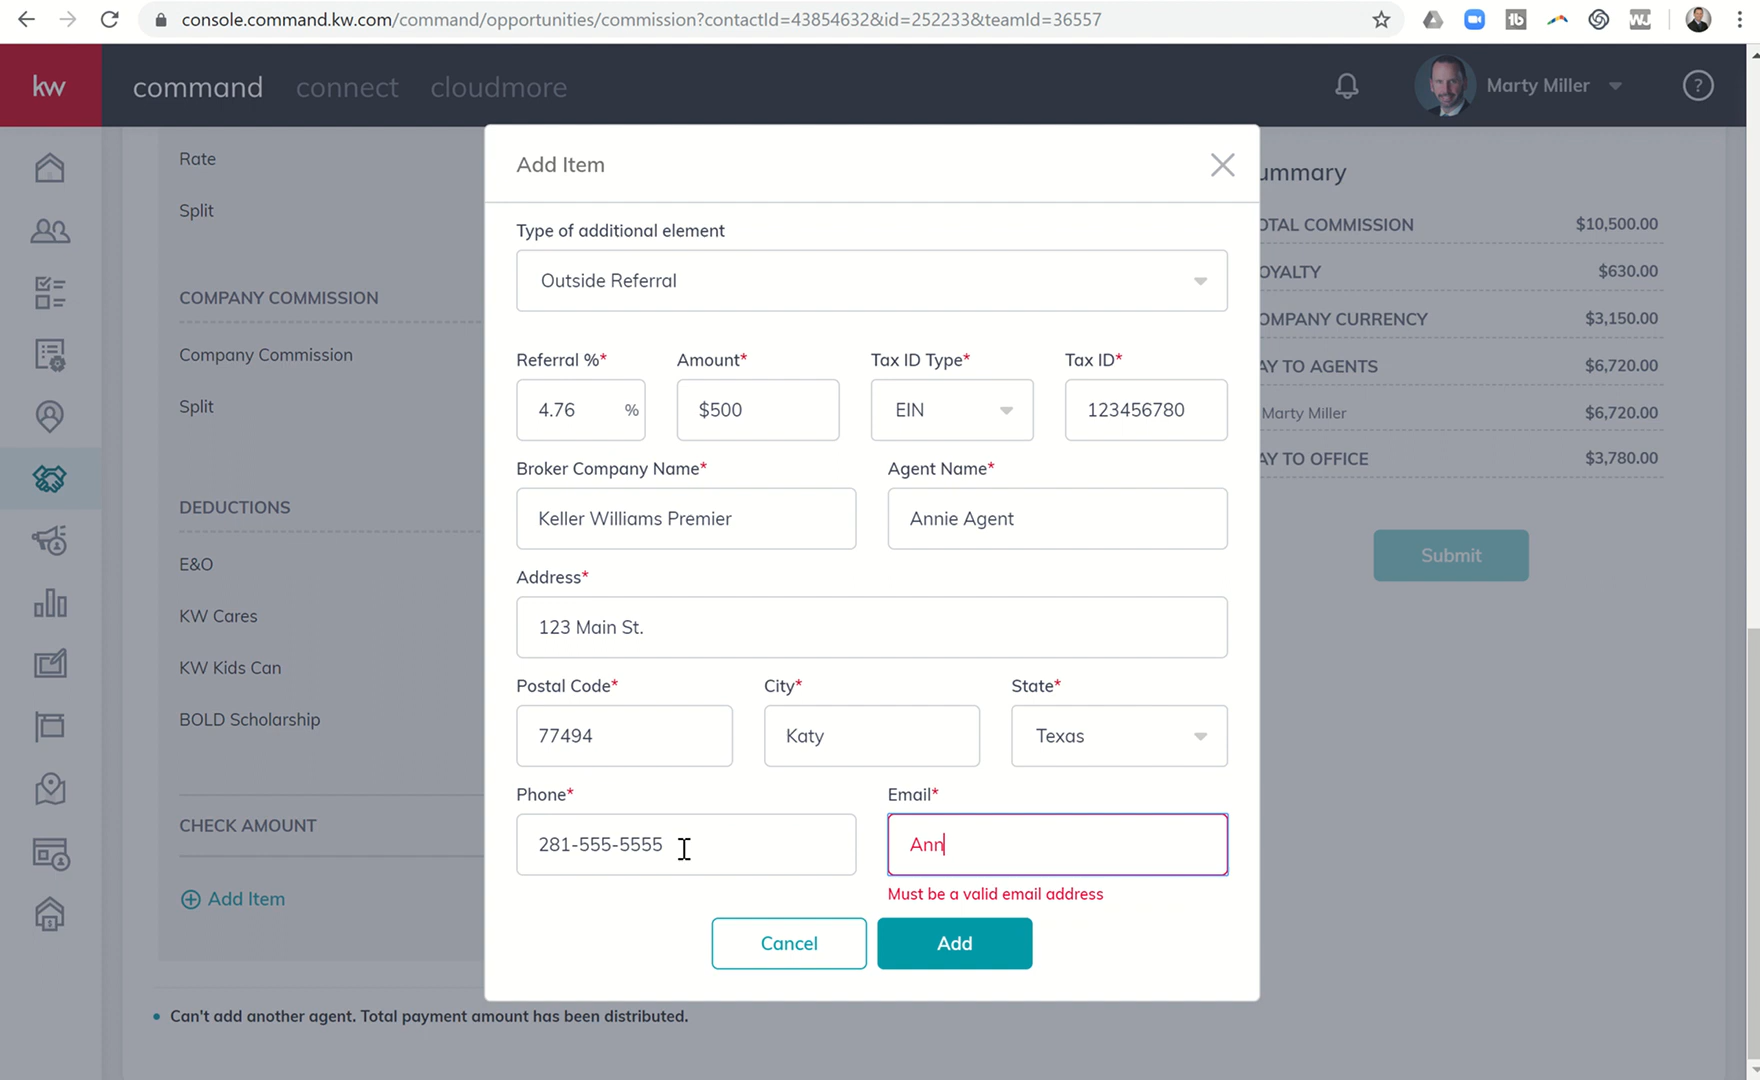 console.command.kw.com/command/opportunities/commission?contactId=43854632&id=252233&teamId=36557
kw command connect cloudmore Marty Miller ?
Add Item
Type of additional element
Outside Referral
Referral %* Amount* Tax ID Type* Tax ID*
4.76 % $500 EIN 123456780
Broker Company Name* Agent Name*
Keller Williams Premier Annie Agent
Address*
123 Main St.
Postal Code* City* State*
77494 Katy Texas
Phone* Email*
281-555-5555 Ann
Must be a valid email address
Cancel Add
Rate
Split
COMPANY COMMISSION
Company Commission
Split
DEDUCTIONS
E&O
KW Cares
KW Kids Can
BOLD Scholarship
CHECK AMOUNT
Add Item
Can't add another agent. Total payment amount has been distributed.
ummary
OTAL COMMISSION $10,500.00
OYALTY $630.00
OMPANY CURRENCY $3,150.00
AY TO AGENTS $6,720.00
Marty Miller $6,720.00
AY TO OFFICE $3,780.00
Submit